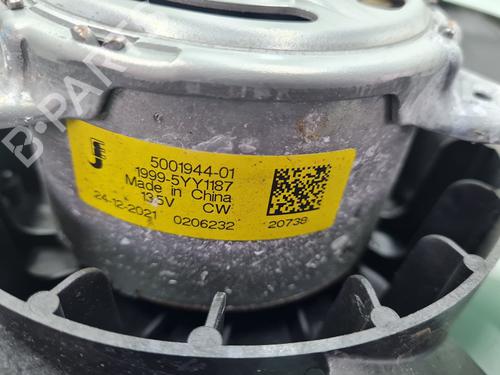 B-PARTS
5001944-01
1999-5YY1187
Made in China
13,5V CW
24-12-2021 0206232 20738